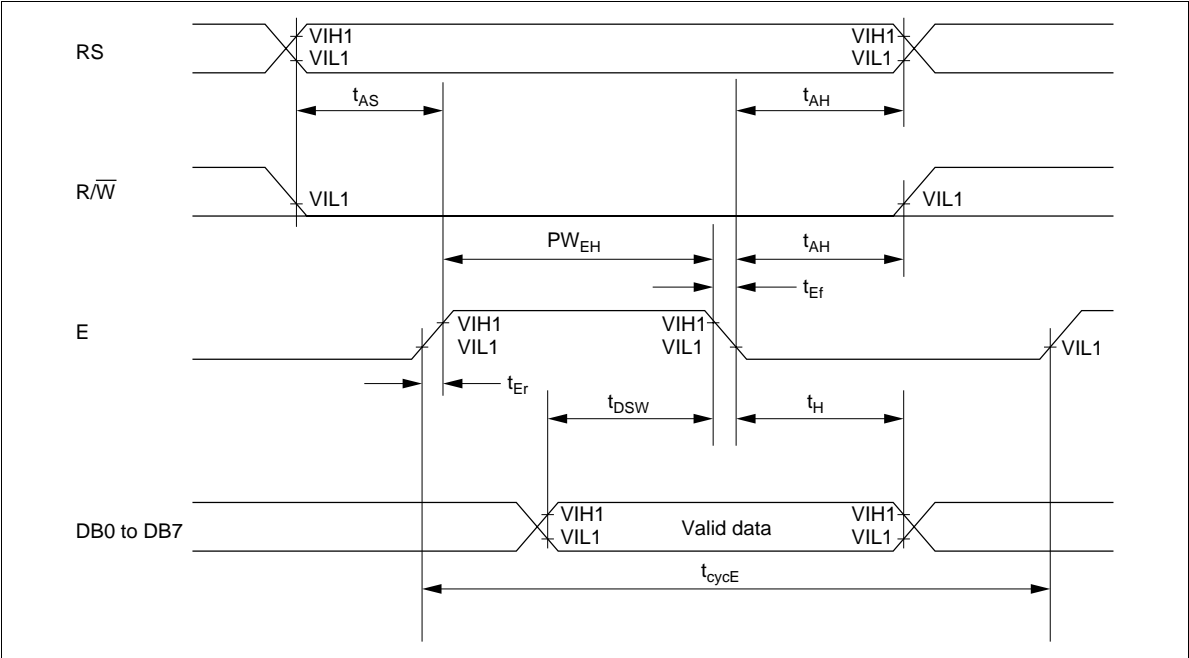 RS
VIH1
VIL1
VIH1
VIL1
tAS
tAH
R/W̅
VIL1
VIL1
PWEH
tAH
tEf
E
VIH1
VIL1
VIH1
VIL1
VIL1
tEr
tDSW
tH
DB0 to DB7
VIH1
VIL1
Valid data
VIH1
VIL1
tcycE